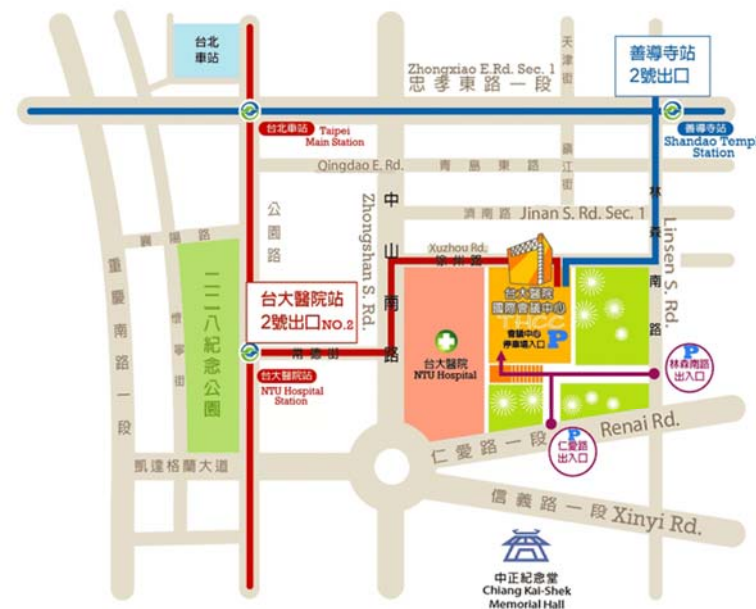 台北
車站
Zhongxiao E.Rd. Sec. 1
忠孝東路一段
天津街
善導寺站
2號出口
台北車站 Taipei
Main Station
善導寺站
Shandao Templ
Station
Qingdao E. Rd.
青島東路
鎮江街
公園路
中山南路
Zhongshan S. Rd.
濟南路 Jinan S. Rd. Sec. 1
林森南路
Linsen S. Rd.
襄陽路
重慶南路一段
懷寧街
二二八紀念公園
Xuzhou Rd.
徐州路
台大醫院
國際會議中心
THCC
會議中心
停車場入口
P
台大醫院站
2號出口NO.2
常德街
台大醫院站
NTU Hospital
Station
台大醫院
NTU Hospital
P
林森南路
出入口
P
仁愛路
出入口
仁愛路一段 Renai Rd.
凱達格蘭大道
信義路一段 Xinyi Rd.
中正紀念堂
Chiang Kai-Shek
Memorial Hall